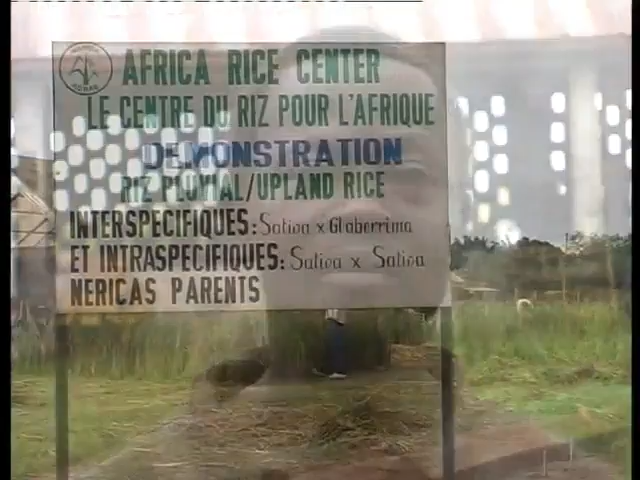 AFRICA RICE CENTER
LE CENTRE DU RIZ POUR L'AFRIQUE
DEMONSTRATION
RIZ PLUVIAL/UPLAND RICE
INTERSPECIFIQUES: Sativa x Glaberrima
ET INTRASPECIFIQUES: Sativa x Sativa
NERICAS PARENTS